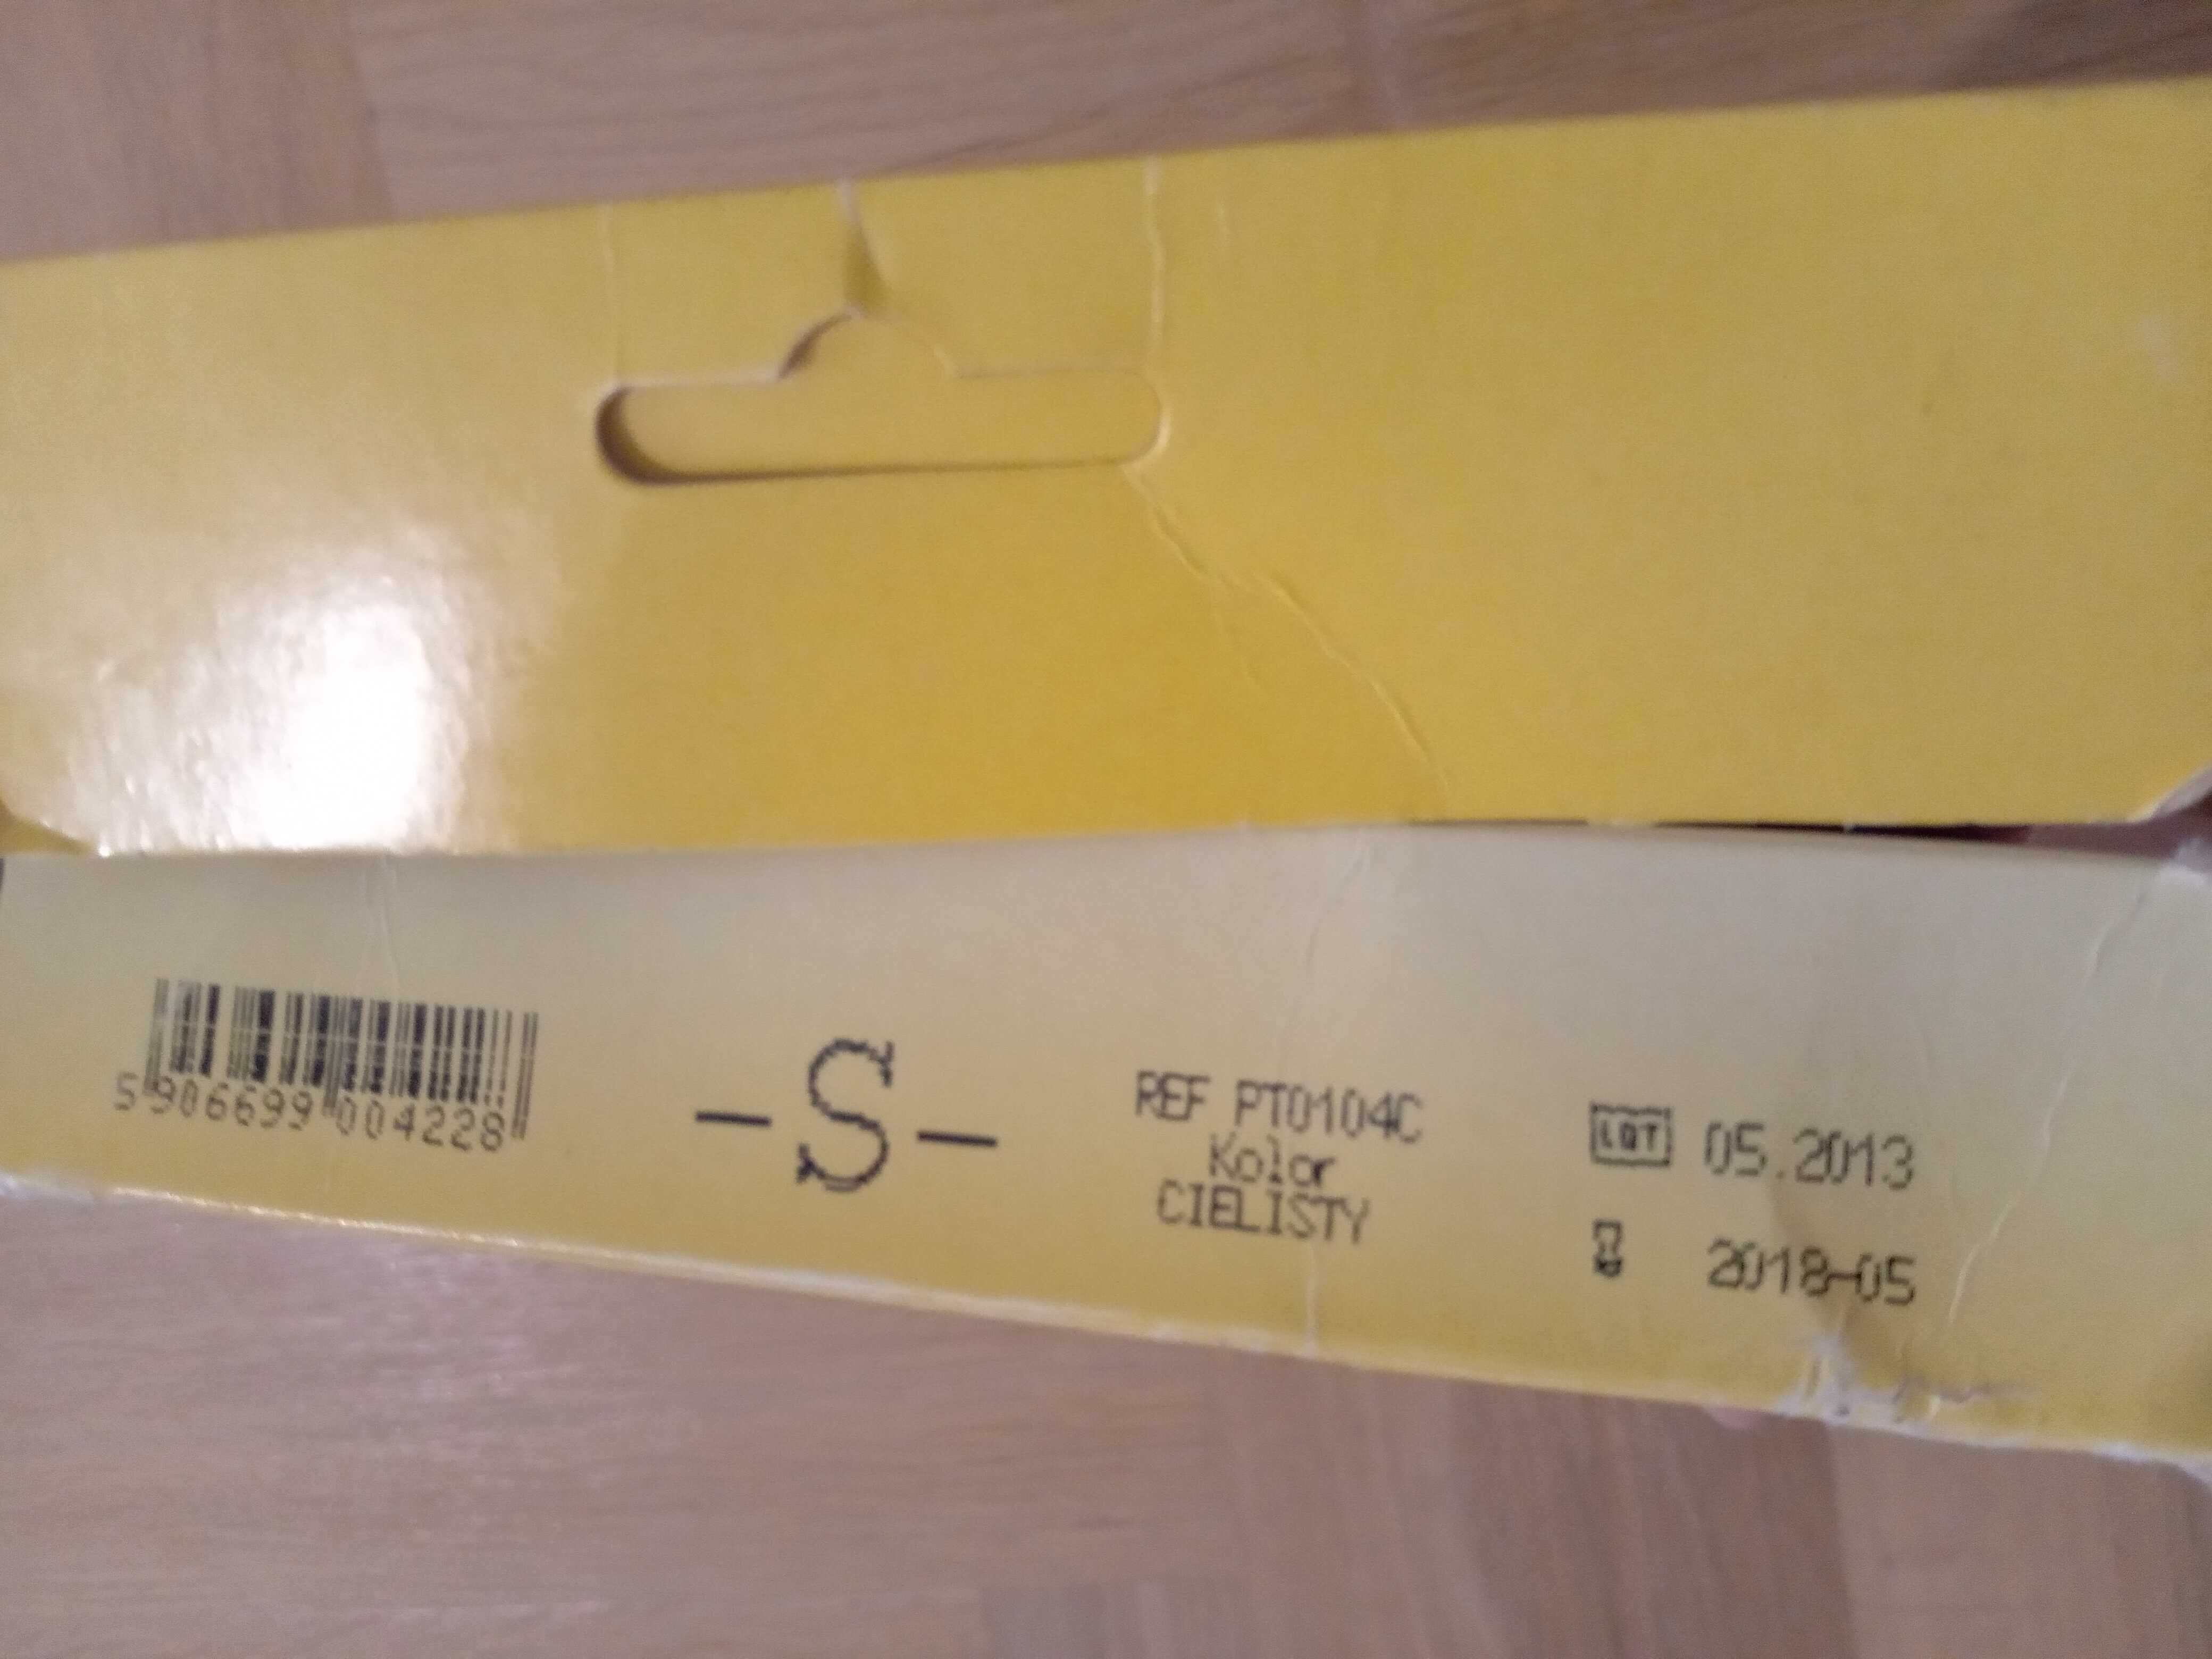 5 906699 004228
-S-
REF PT0104C
Kolor
CIELISTY
LOT 05.2013
2018-05